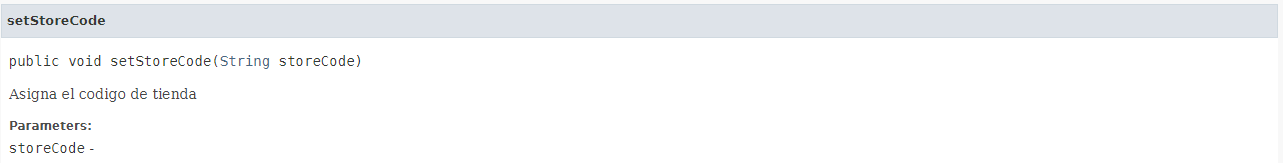 setStoreCode
public void setStoreCode(String storeCode)
Asigna el codigo de tienda
Parameters:
storeCode -